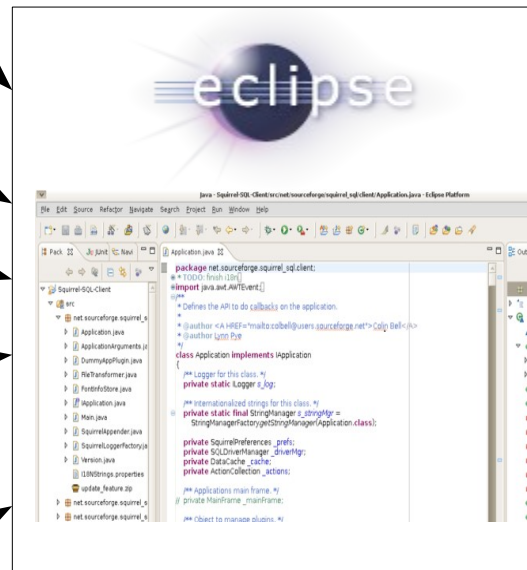 eclipse
Java - Squirrel-SQL-Client/src/net/sourceforge/squirrel_sql/client/Application.java - Eclipse Platform
File Edit Source Refactor Navigate Search Project Run Window Help
Pack JUnit Navi
Application.java
Out
Squirrel-SQL-Client
src
net.sourceforge.squirrel_s
Application.java
ApplicationArguments.ja
DummyAppPlugin.java
FileTransformer.java
FontInfoStore.java
IApplication.java
Main.java
SquirrelAppender.java
SquirrelLoggerFactory.ja
Version.java
I18NStrings.properties
update_feature.zip
net.sourceforge.squirrel_s
net.sourceforge.squirrel_s
package net.sourceforge.squirrel_sql.client;
* TODO: finish i18n
import java.awt.AWTEvent;
/**
* Defines the API to do callbacks on the application.
*
* @author <A HREF="mailto:colbell@users.sourceforge.net">Colin Bell</A>
* @author Lynn Pye
*/
class Application implements IApplication
{
/** Logger for this class. */
private static ILogger s_log;
/** Internationalized strings for this class. */
private static final StringManager s_stringMgr =
StringManagerFactory.getStringManager(Application.class);
private SquirrelPreferences _prefs;
private SQLDriverManager _driverMgr;
private DataCache _cache;
private ActionCollection _actions;
/** Applications main frame. */
// private MainFrame _mainFrame;
/** Object to manage plugins. */